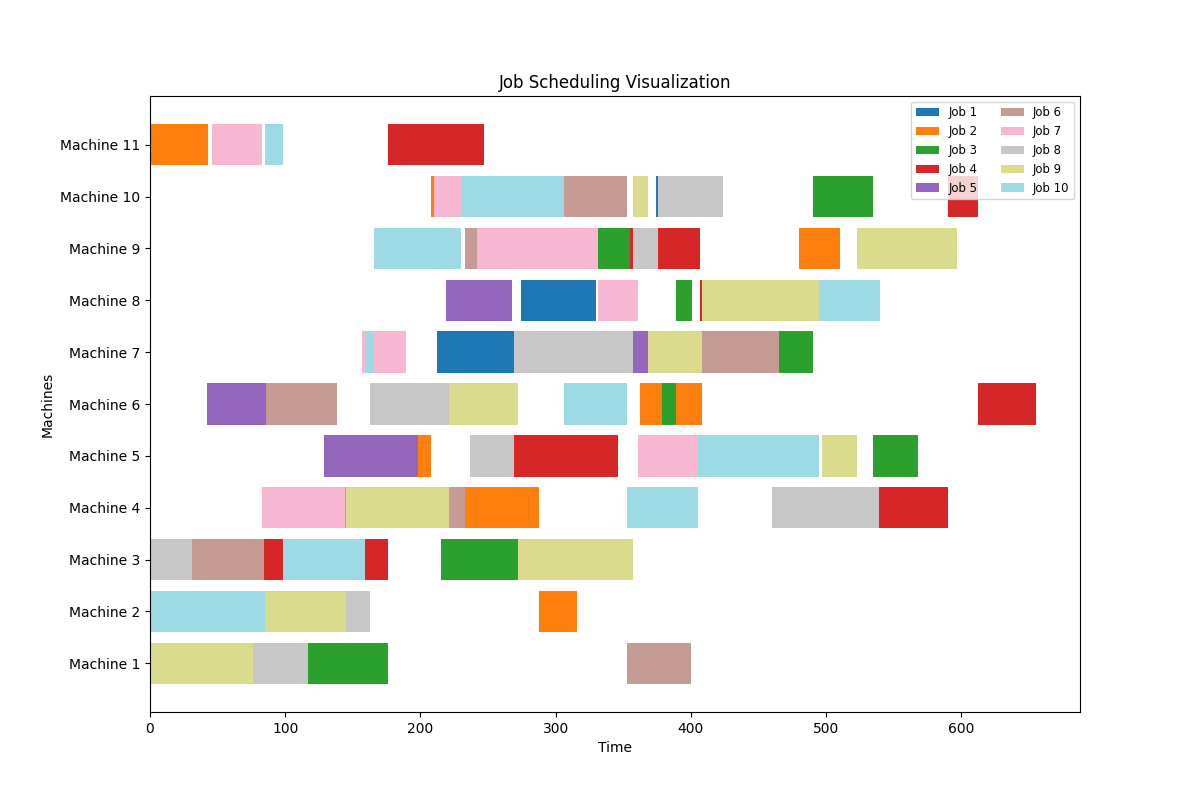 Job Scheduling Visualization
Machine 11
Machine 10
Machine 9
Machine 8
Machine 7
Machine 6
Machine 5
Machine 4
Machine 3
Machine 2
Machine 1
Machines
0 100 200 300 400 500 600
Time
Job 1
Job 2
Job 3
Job 4
Job 5
Job 6
Job 7
Job 8
Job 9
Job 10